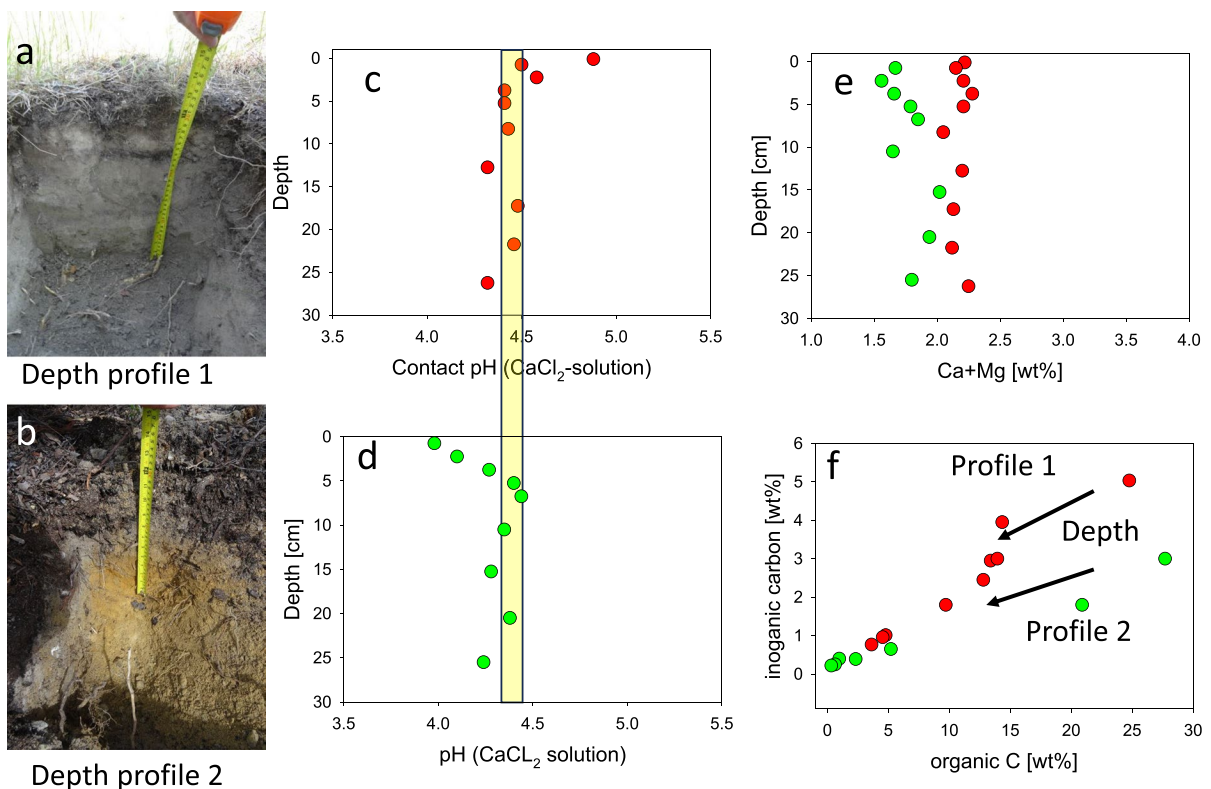 a
Depth profile 1
b
Depth profile 2
c
0
5
10
15
20
25
30
Depth
3.5 4.0 4.5 5.0 5.5
Contact pH (CaCl2-solution)
d
0
5
10
15
20
25
30
Depth [cm]
3.5 4.0 4.5 5.0 5.5
pH (CaCL2 solution)
e
0
5
10
15
20
25
30
Depth [cm]
1.0 1.5 2.0 2.5 3.0 3.5 4.0
Ca+Mg [wt%]
f
6
5
4
3
2
1
0
inoganic carbon [wt%]
Profile 1
Depth
Profile 2
0 5 10 15 20 25 30
organic C [wt%]